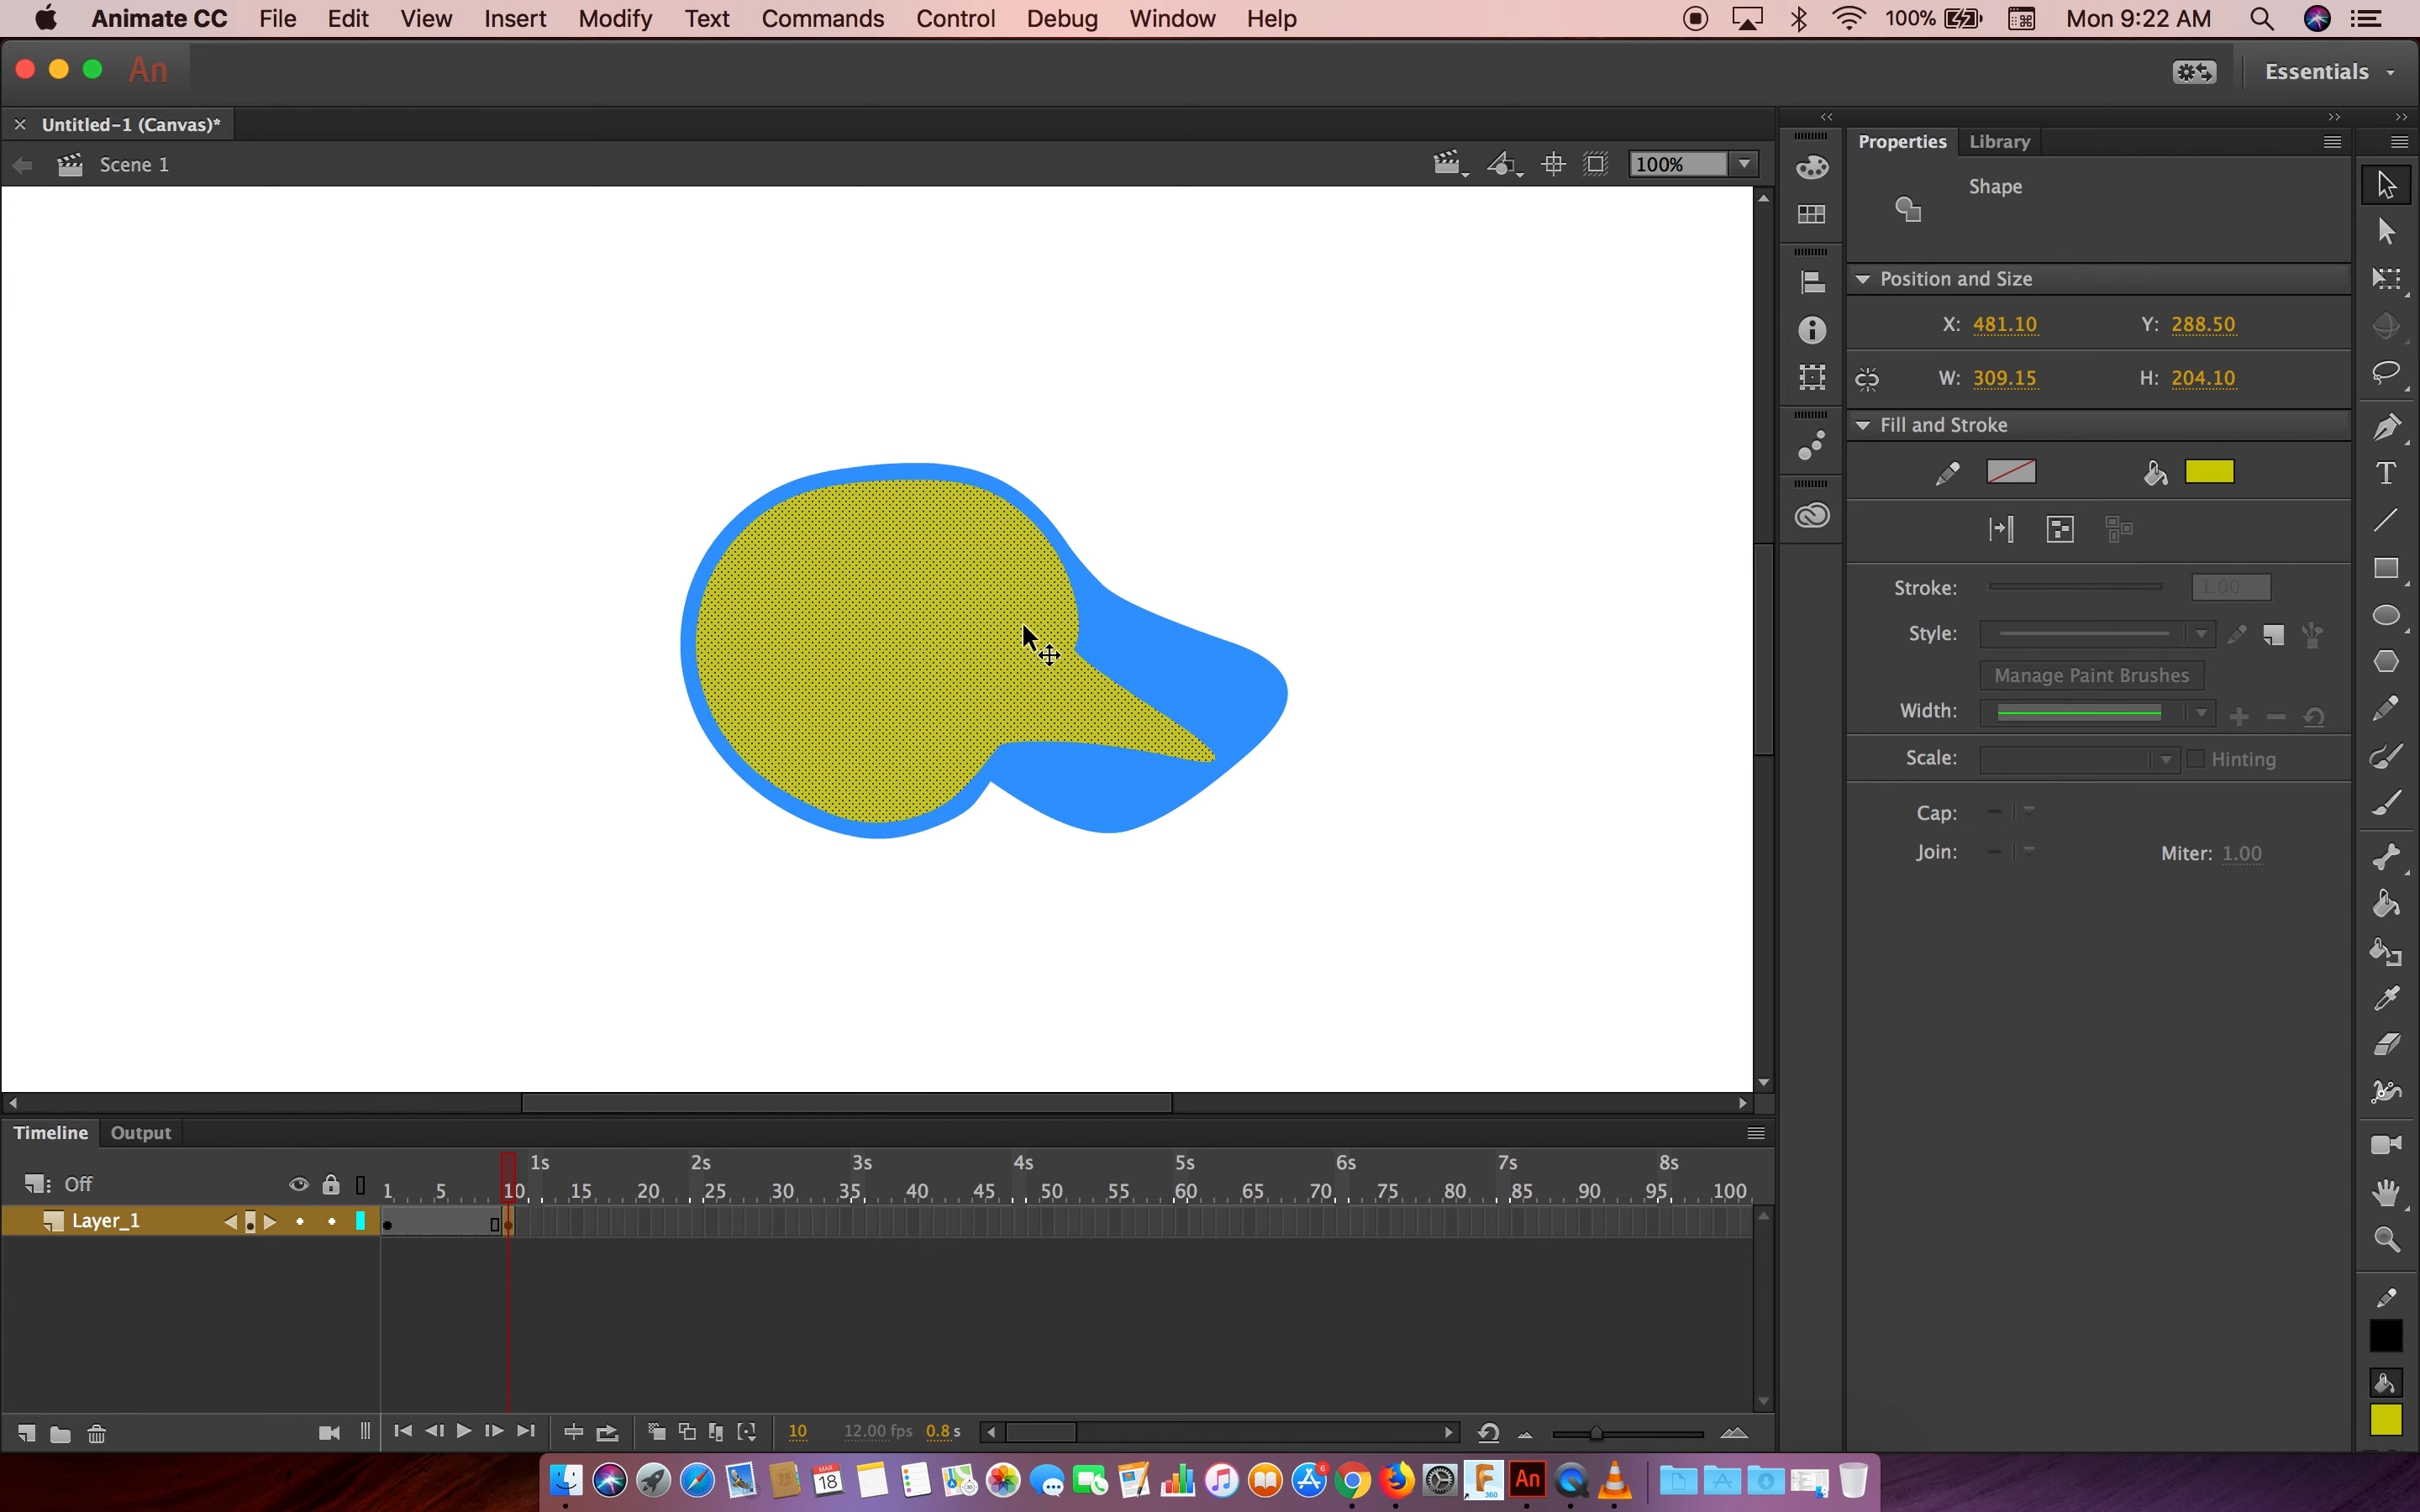 Animate CC File Edit View Insert Modify Text Commands Control Debug Window Help 100% Mon 9:22 AM
An Essentials
Untitled-1 (Canvas)*
Scene 1 100%
Properties Library
Shape
Position and Size
X: 481.10 Y: 288.50
W: 309.15 H: 204.10
Fill and Stroke
Stroke: 1.00
Style:
Manage Paint Brushes
Width:
Scale: Hinting
Cap:
Join: Miter: 1.00
T
Timeline Output
1s 2s 3s 4s 5s 6s 7s 8s
Off 1 5 10 15 20 25 30 35 40 45 50 55 60 65 70 75 80 85 90 95 100
Layer_1
10 12.00 fps 0.8 s
MAR
18
6
F
360
An